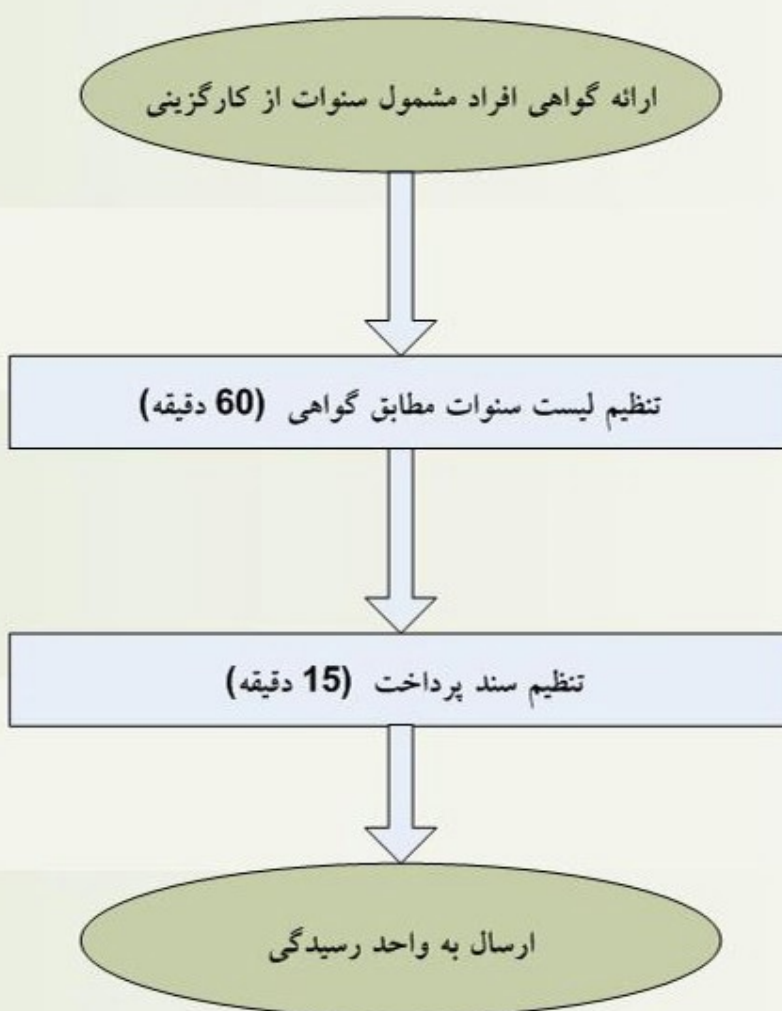 ارائه گواهی افراد مشمول سنوات از کارگزینی
تنظیم لیست سنوات مطابق گواهی (60 دقیقه)
تنظیم سند پرداخت (15 دقیقه)
ارسال به واحد رسیدگی